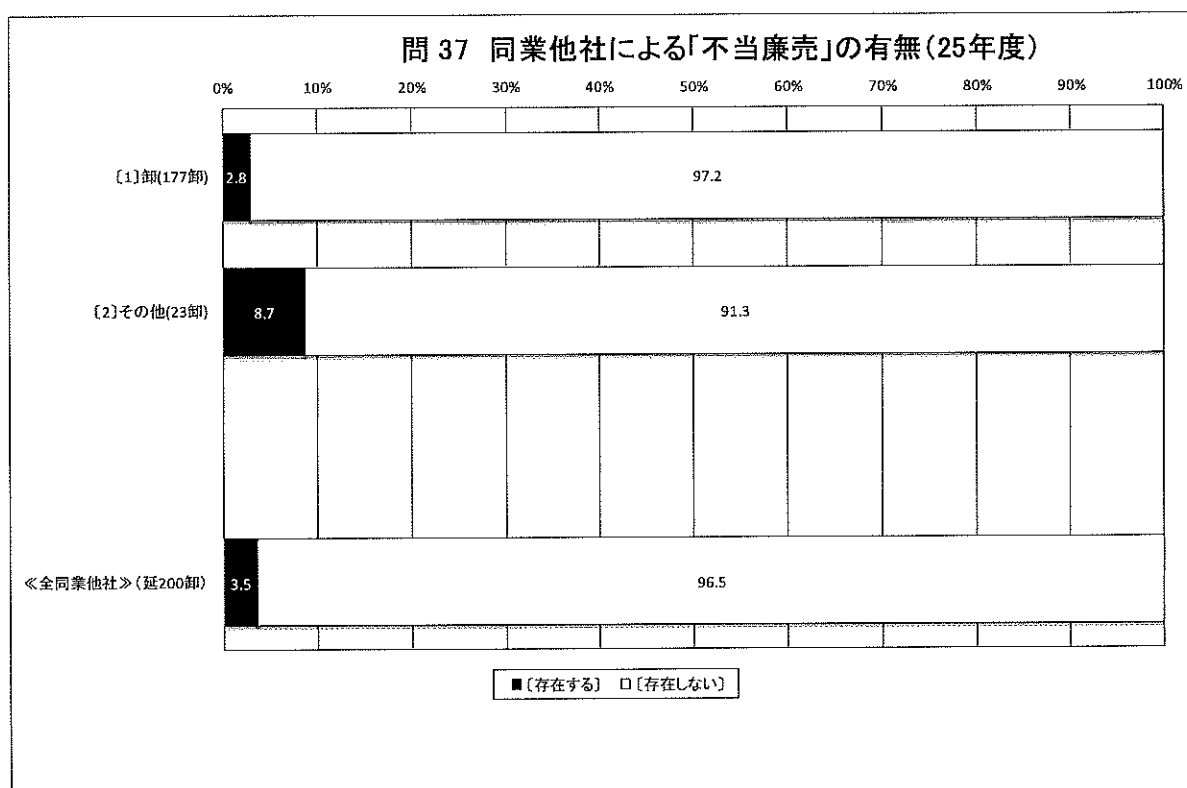 問 37 同業他社による「不当廉売」の有無(25年度)
0% 10% 20% 30% 40% 50% 60% 70% 80% 90% 100%
〔1〕卸(177卸) 2.8 97.2
〔2〕その他(23卸) 8.7 91.3
≪全同業他社≫(延200卸) 3.5 96.5
■〔存在する〕 □〔存在しない〕